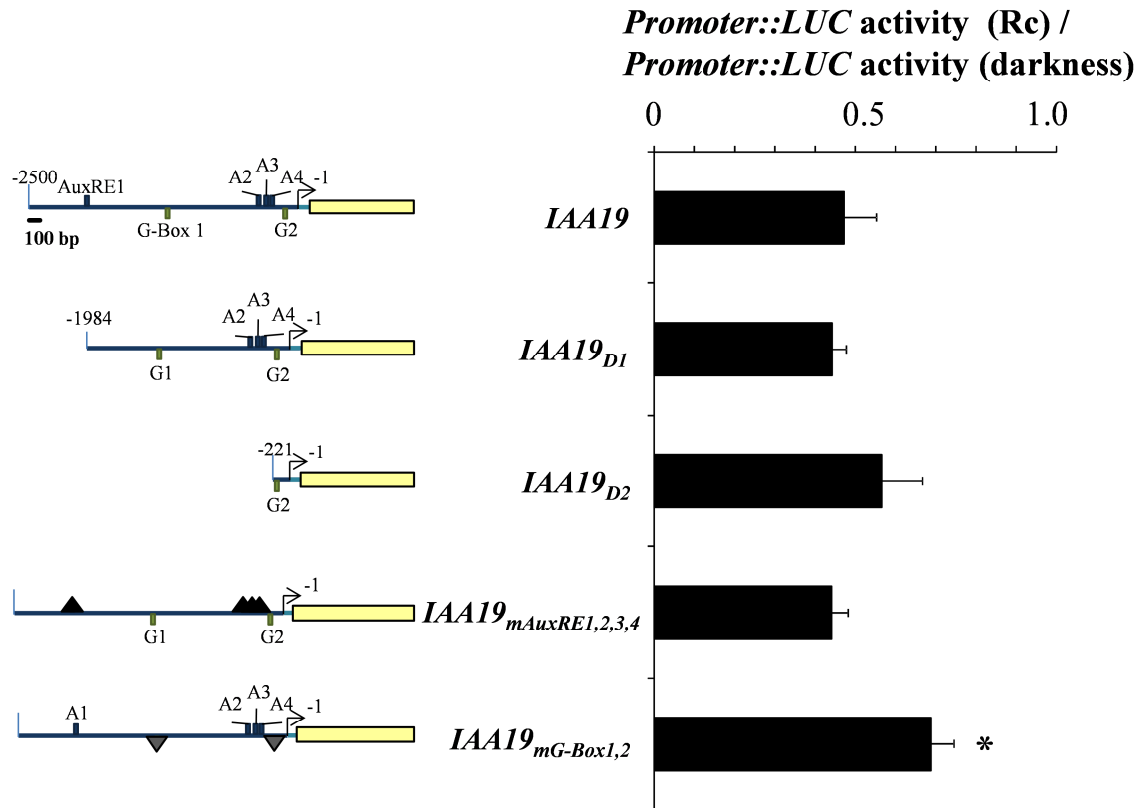 Promoter::LUC activity (Rc) /
Promoter::LUC activity (darkness)
0 0.5 1.0
-2500 AuxRE1 A2 A3 A4 -1
G-Box 1 G2
100 bp
IAA19
-1984 A2 A3 A4 -1
G1 G2
IAA19D1
-221 -1
G2
IAA19D2
-1
G1 G2
IAA19mAuxRE1,2,3,4
A1 A2 A3 A4 -1
IAA19mG-Box1,2
*